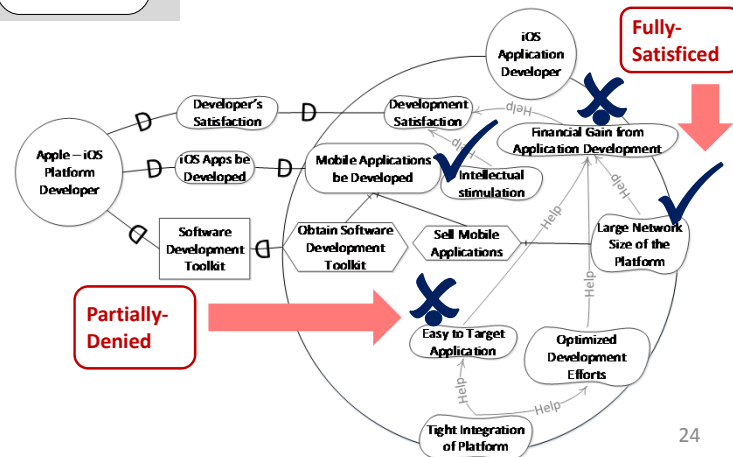 iOS
Application
Developer
Fully-
Satisficed
Developer's
Satisfaction
D
D
Development
Satisfaction
Help
Financial Gain from
Application Development
Help
Apple – iOS
Platform
Developer
D
iOS Apps be
Developed
D
Mobile Applications
be Developed
Intellectual
stimulation
Help
Help
D
Software
Development
Toolkit
D
Obtain Software
Development
Toolkit
Sell Mobile
Applications
Large Network
Size of the
Platform
Help
Partially-
Denied
Easy to Target
Application
Optimized
Development
Efforts
Help
Help
Tight Integration
of Platform
24